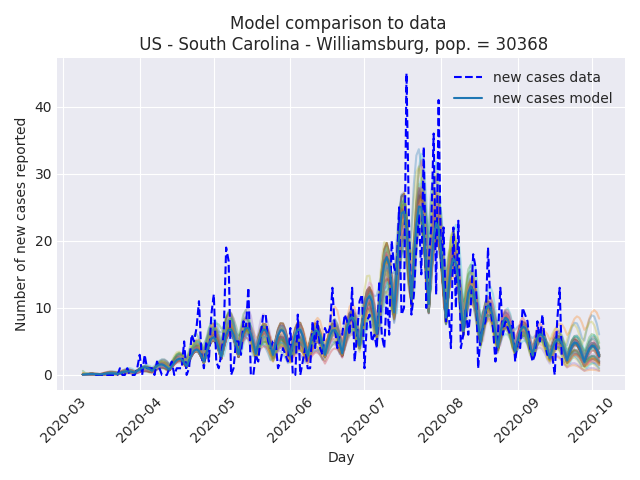 Model comparison to data
US - South Carolina - Williamsburg, pop. = 30368
new cases data
new cases model
Number of new cases reported
40
30
20
10
0
2020-03
2020-04
2020-05
2020-06
2020-07
2020-08
2020-09
2020-10
Day